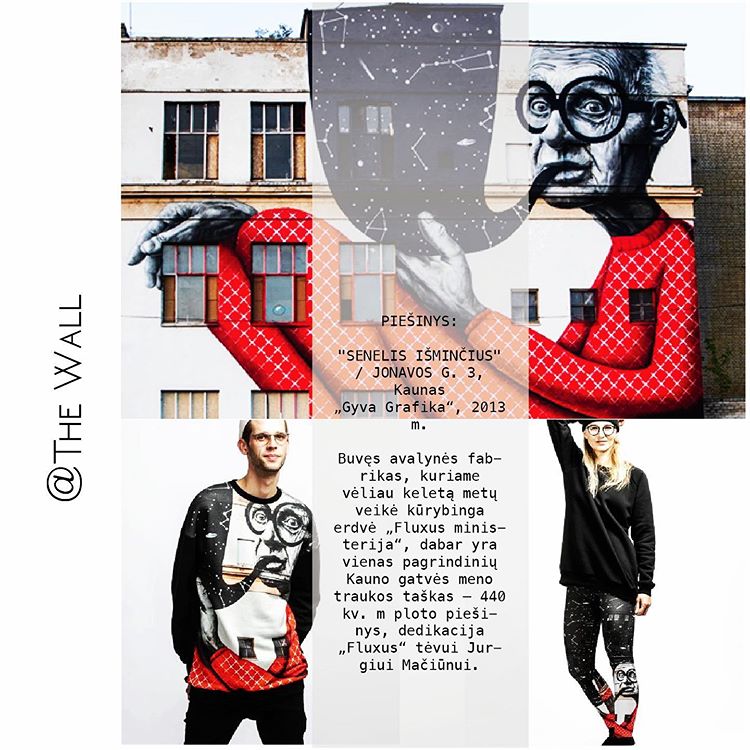 @The Wall
PIEŠINYS:
"SENELIS IŠMINČIUS"
/ JONAVOS G. 3,
Kaunas
„Gyva Grafika“, 2013
m.
Buvęs avalynės fab-
rikas, kuriame
vėliau keletą metų
veikė kūrybinga
erdvė „Fluxus minis-
terija“, dabar yra
vienas pagrindinių
Kauno gatvės meno
traukos taškas – 440
kv. m ploto pieši-
nys, dedikacija
„Fluxus“ tėvui Jur-
giui Mačiūnui.